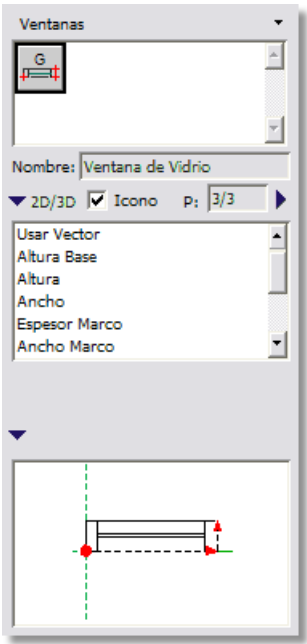 Ventanas
G
Nombre: Ventana de Vidrio
2D/3D Icono P: 3/3
Usar Vector
Altura Base
Altura
Ancho
Espesor Marco
Ancho Marco